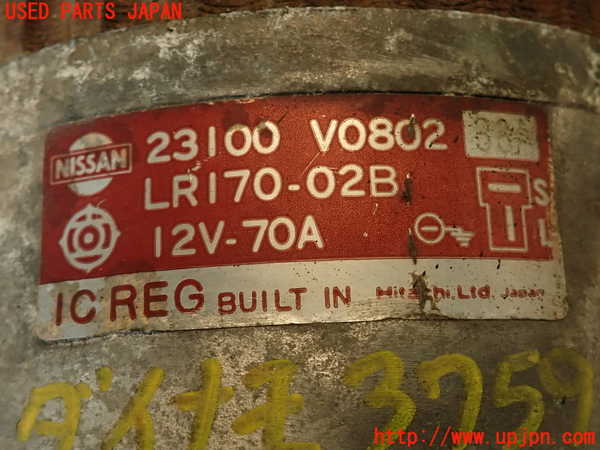 USED PARTS JAPAN
NISSAN 23100 V0802
LR170-02B S
12V-70A L
IC REG BUILT IN Hitachi, Ltd. Japan
ダイナモ 3759
http://www.upjpn.com/